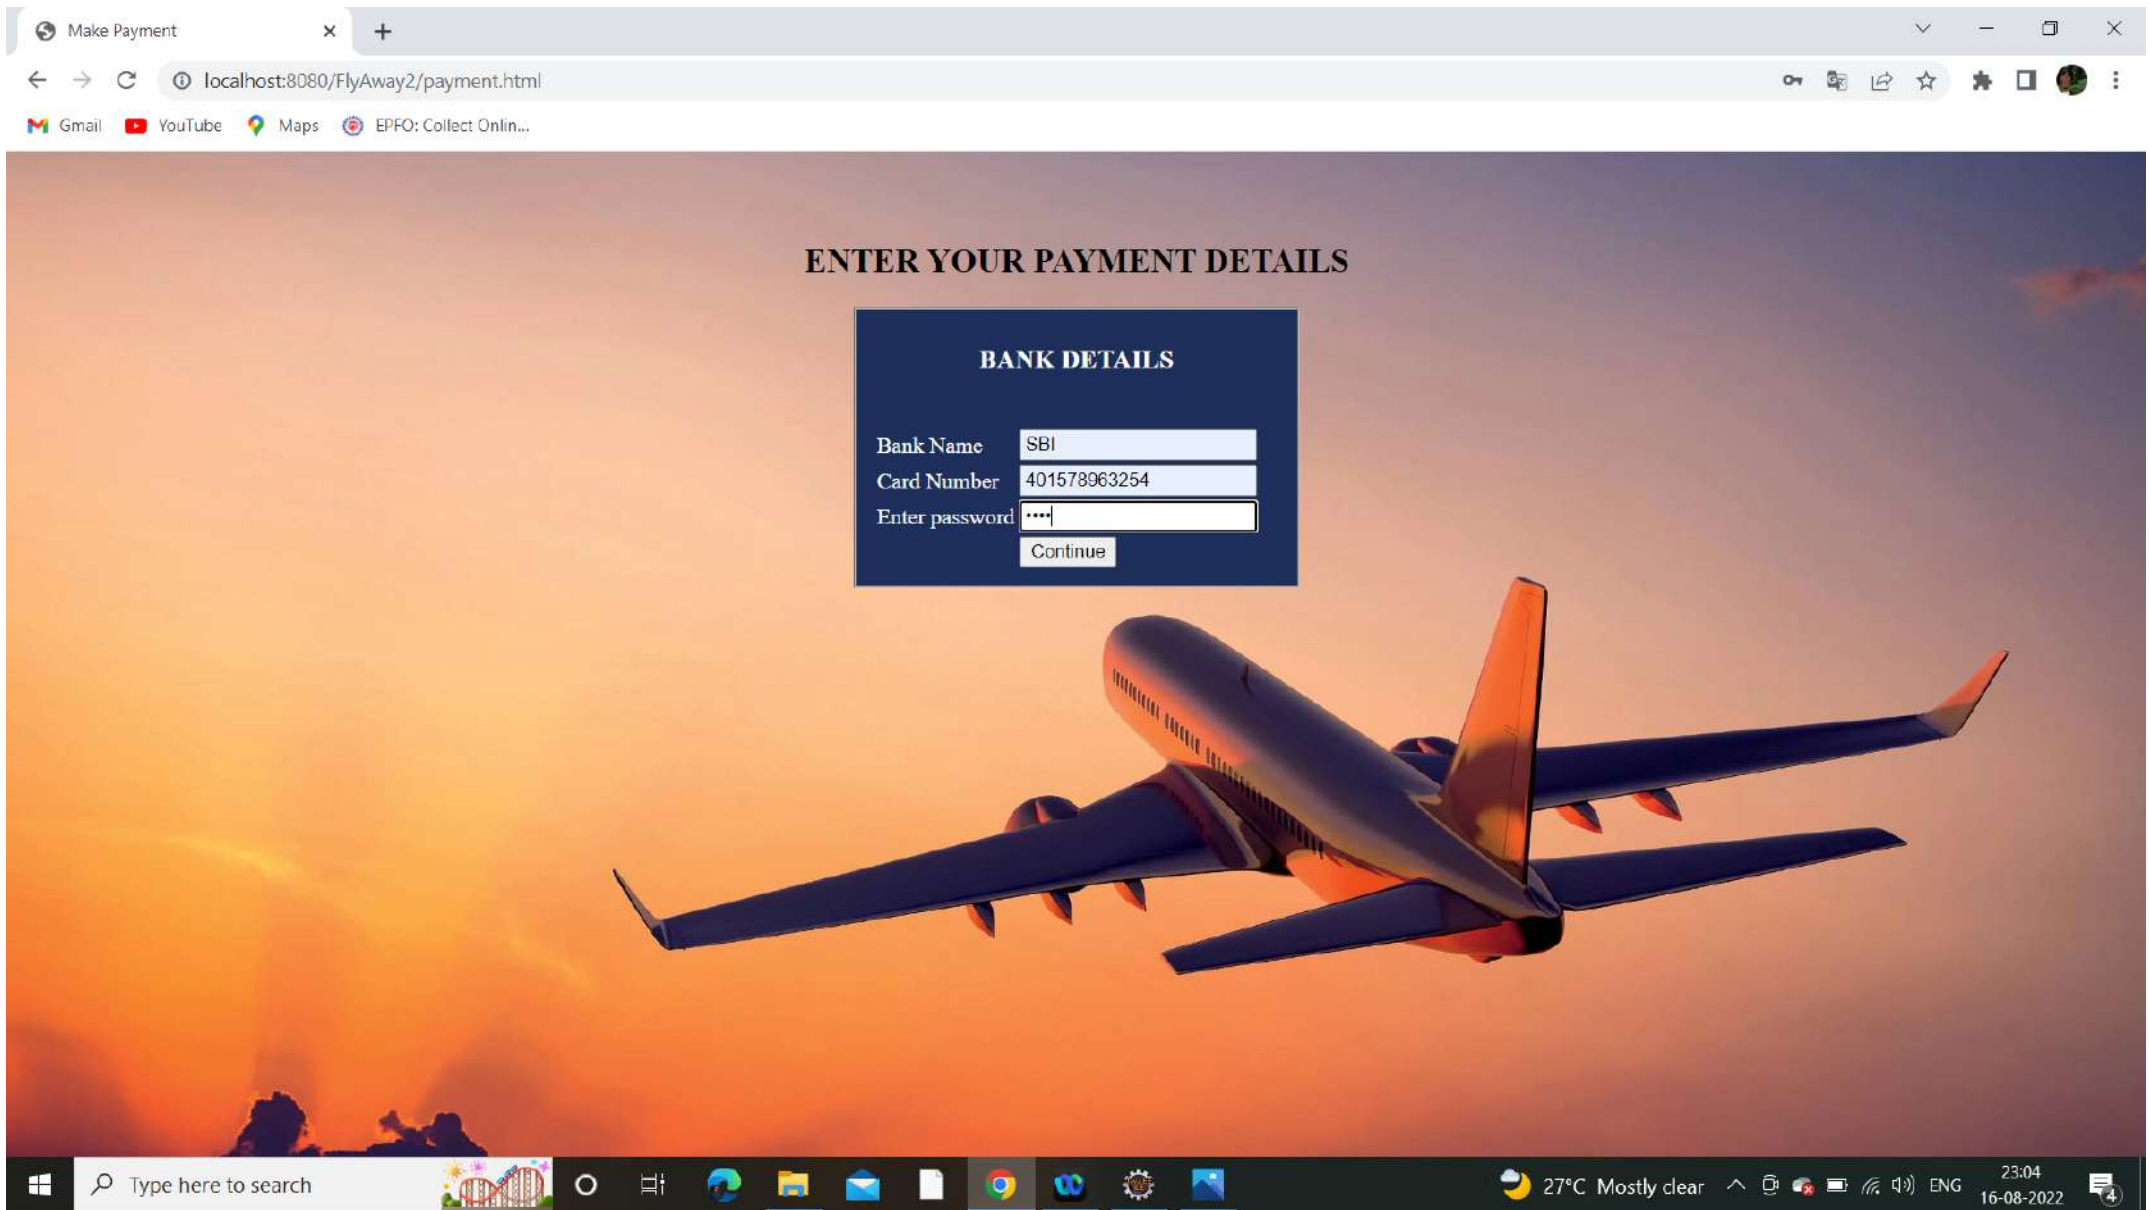 Make Payment
localhost:8080/FlyAway2/payment.html
Gmail YouTube Maps EPFO: Collect Onlin...
ENTER YOUR PAYMENT DETAILS
BANK DETAILS
Bank Name SBI
Card Number 401578963254
Enter password ••••
Continue
Type here to search 27°C Mostly clear ENG 23:04
16-08-2022 4